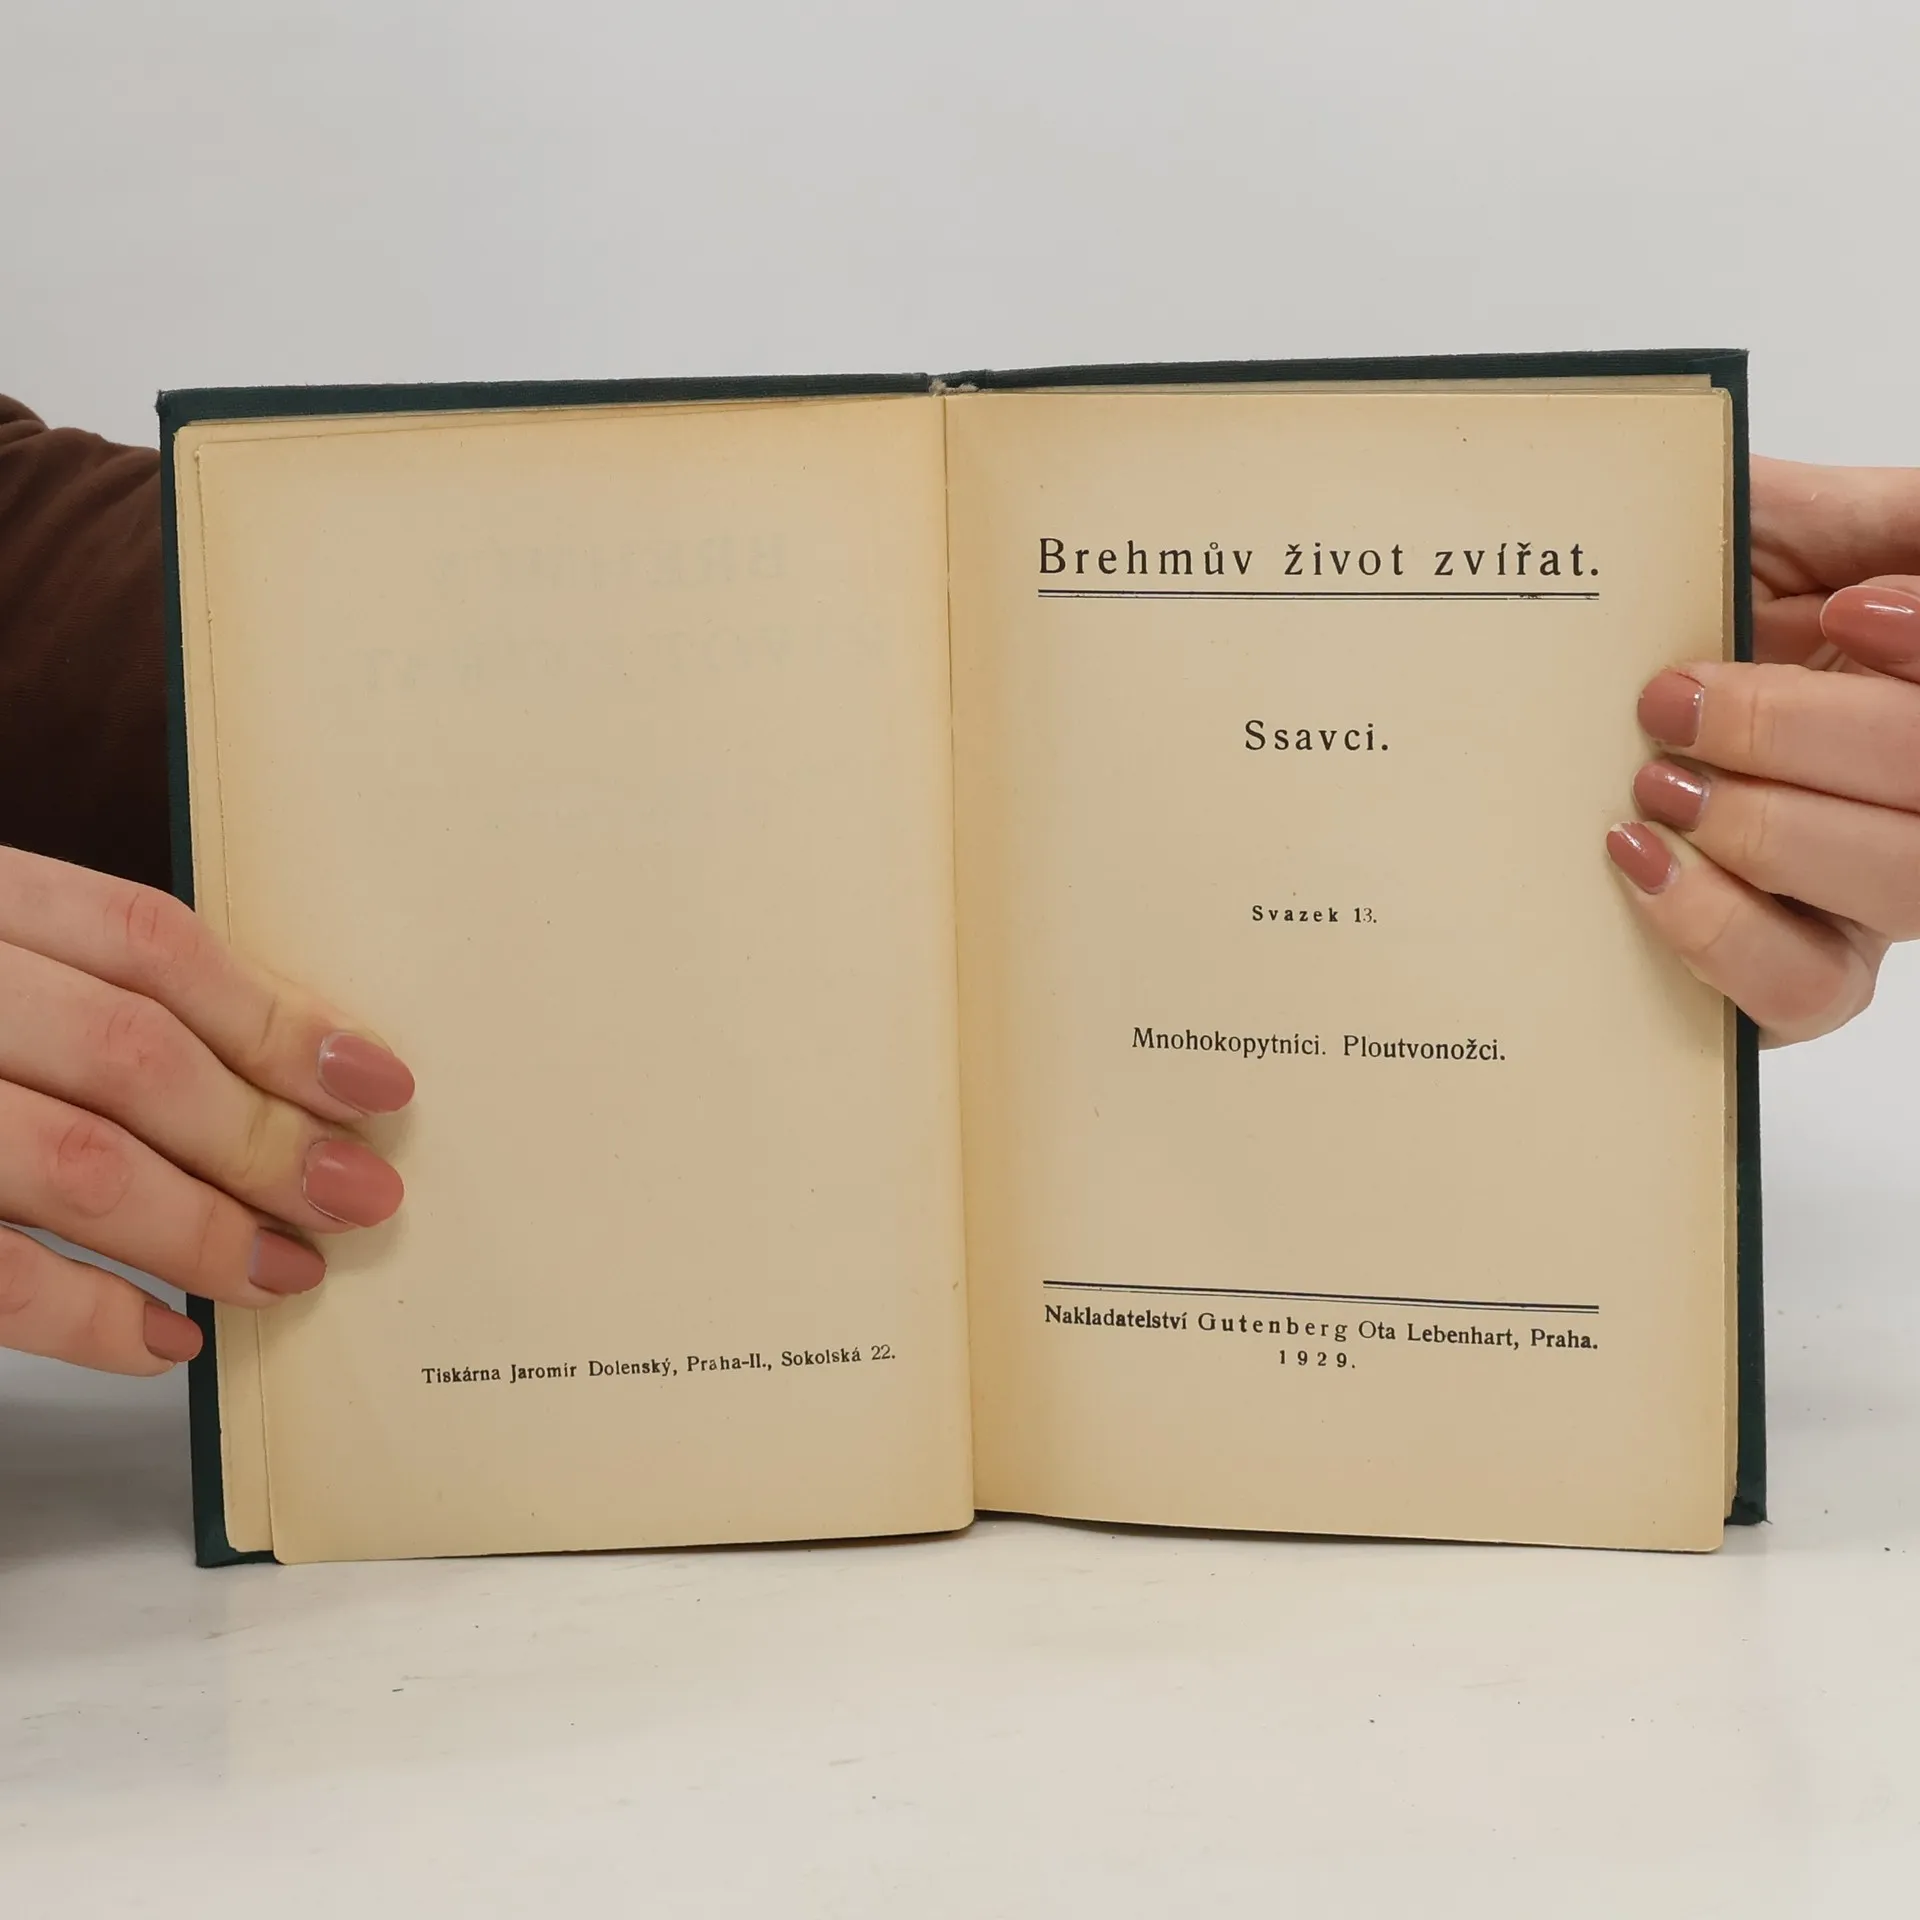 Tiskárna Jaromír Dolenský, Praha-II., Sokolská 22.
Brehmův život zvířat.
Ssavci.
Svazek 13.
Mnohokopytníci. Ploutvonožci.
Nakladatelství Gutenberg Ota Lebenhart, Praha.
1929.